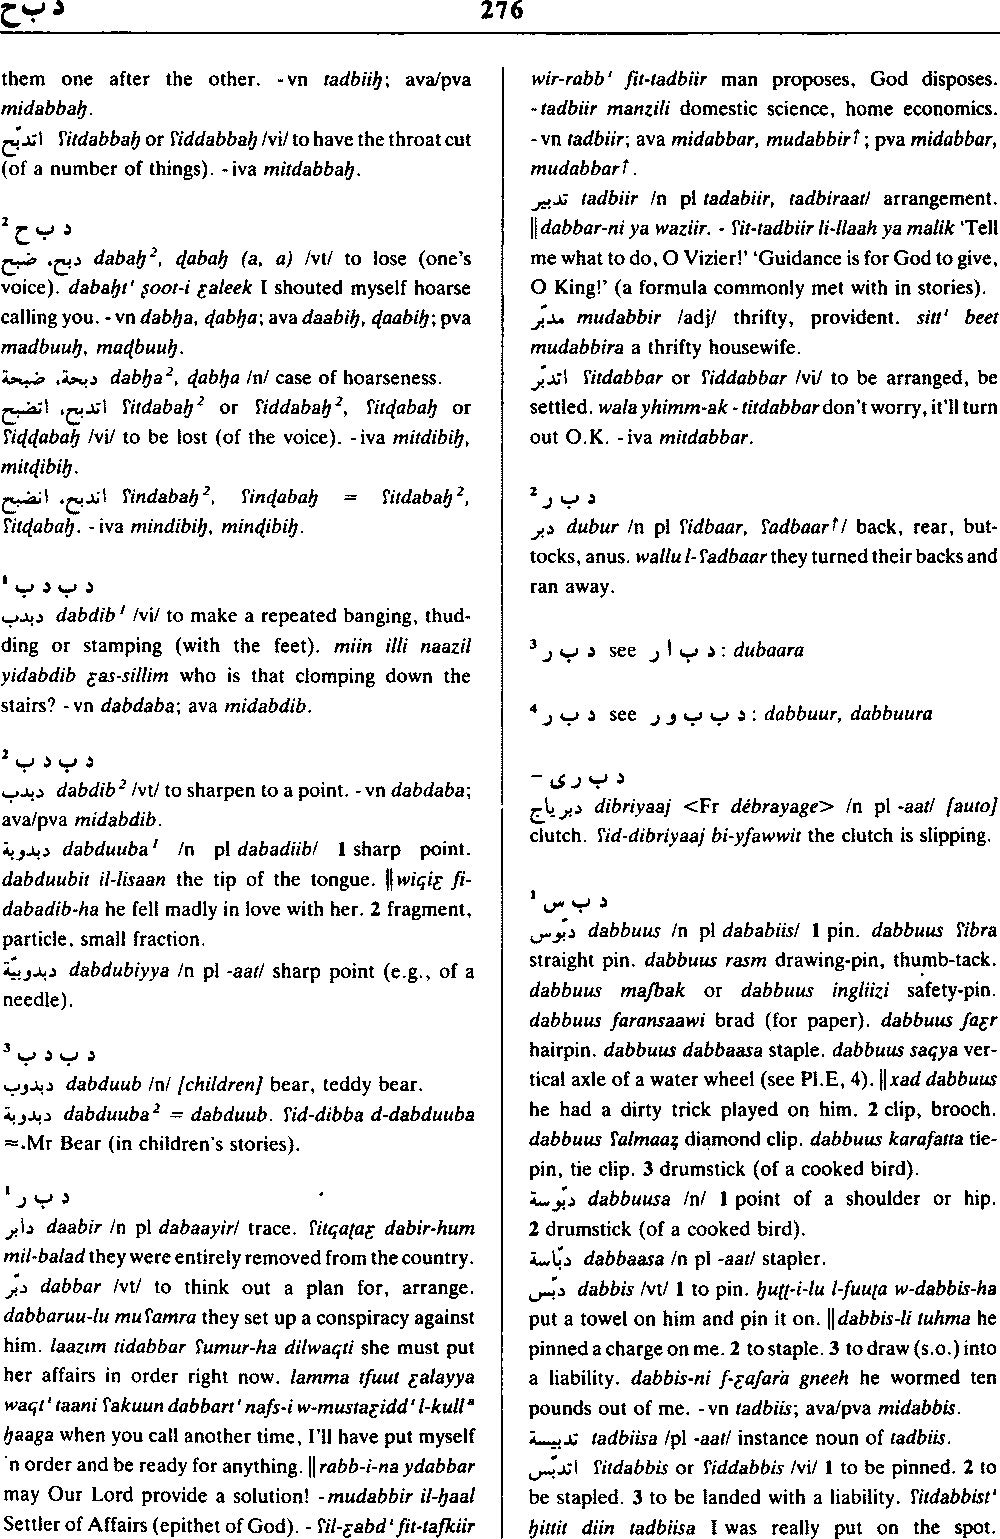 د ب ح
276
them one after the other. -vn tadbiiḥ; ava/pva
midabbaḥ.
اتدبّح ʕitdabbaḥ or ʕiddabbaḥ /vi/ to have the throat cut
(of a number of things). -iva mitdabbaḥ.
د ب ح ²
دبح، ضبح dabaḥ², ḍabaḥ (a, a) /vt/ to lose (one's
voice). dabaḥt' ṣoot-i ƹaleek I shouted myself hoarse
calling you. -vn dabḥa, ḍabḥa; ava daabiḥ, ḍaabiḥ; pva
madbuuḥ, maḍbuuḥ.
دبحة، ضبحة dabḥa², ḍabḥa /n/ case of hoarseness.
اتدبح، اتضبح ʕitdabaḥ² or ʕiddabaḥ², ʕitḍabaḥ or
ʕiḍḍabaḥ /vi/ to be lost (of the voice). -iva mitdibiḥ,
mitḍibiḥ.
اندبح، انضبح ʕindabaḥ², ʕinḍabaḥ = ʕitdabaḥ²,
ʕitḍabaḥ. -iva mindibiḥ, minḍibiḥ.
د ب د ب ¹
دبدب dabdib¹ /vi/ to make a repeated banging, thud-
ding or stamping (with the feet). miin illi naazil
yidabdib ƹas-sillim who is that clomping down the
stairs? -vn dabdaba; ava midabdib.
د ب د ب ²
دبدب dabdib² /vt/ to sharpen to a point. -vn dabdaba;
ava/pva midabdib.
دبدوبة dabduuba¹ /n pl dabadiib/ 1 sharp point.
dabduubit il-lisaan the tip of the tongue. ‖wiqiƹ fi-
dabadib-ha he fell madly in love with her. 2 fragment,
particle, small fraction.
دبدوبيّة dabdubiyya /n pl -aat/ sharp point (e.g., of a
needle).
د ب د ب ³
دبدوب dabduub /n/ [children] bear, teddy bear.
دبدوبة dabduuba² = dabduub. ʕid-dibba d-dabduuba
≈.Mr Bear (in children's stories).
د ب ر ¹
دابر daabir /n pl dabaayir/ trace. ʕitqaṭaƹ dabir-hum
mil-balad they were entirely removed from the country.
دبّر dabbar /vt/ to think out a plan for, arrange.
dabbaruu-lu muʕamra they set up a conspiracy against
him. laazim tidabbar ʕumur-ha dilwaqti she must put
her affairs in order right now. lamma tfuut ƹalayya
waqt' taani ʕakuun dabbart' nafs-i w-mustaƹidd' l-kullᵃ
ḥaaga when you call another time, I'll have put myself
'n order and be ready for anything. ‖rabb-i-na ydabbar
may Our Lord provide a solution! -mudabbir il-ḥaal
Settler of Affairs (epithet of God). - ʕil-ƹabd' fit-tafkiir
wir-rabb' fit-tadbiir man proposes, God disposes.
-tadbiir manzili domestic science, home economics.
-vn tadbiir; ava midabbar, mudabbir↑; pva midabbar,
mudabbar↑.
تدبير tadbiir /n pl tadabiir, tadbiraat/ arrangement.
‖dabbar-ni ya waziir. - ʕit-tadbiir li-llaah ya malik 'Tell
me what to do, O Vizier!' 'Guidance is for God to give,
O King!' (a formula commonly met with in stories).
مدبّر mudabbir /adj/ thrifty, provident. sitt' beet
mudabbira a thrifty housewife.
اتدبّر ʕitdabbar or ʕiddabbar /vi/ to be arranged, be
settled. wala yhimm-ak - titdabbar don't worry, it'll turn
out O.K. -iva mitdabbar.
د ب ر ²
دبر dubur /n pl ʕidbaar, ʕadbaar↑/ back, rear, but-
tocks, anus. wallu l-ʕadbaar they turned their backs and
ran away.
د ب ر ³ see د ب ا ر : dubaara
د ب ر ⁴ see د ب ب و ر : dabbuur, dabbuura
د ب ر ى –
دبرياج dibriyaaj <Fr débrayage> /n pl -aat/ [auto]
clutch. ʕid-dibriyaaj bi-yfawwit the clutch is slipping.
د ب س ¹
دبّوس dabbuus /n pl dababiis/ 1 pin. dabbuus ʕibra
straight pin. dabbuus rasm drawing-pin, thumb-tack.
dabbuus maʃbak or dabbuus ingliizi safety-pin.
dabbuus faransaawi brad (for paper). dabbuus ʃaƹr
hairpin. dabbuus dabbaasa staple. dabbuus saqya ver-
tical axle of a water wheel (see Pl.E, 4). ‖xad dabbuus
he had a dirty trick played on him. 2 clip, brooch.
dabbuus ʕalmaaẓ diamond clip. dabbuus karafatta tie-
pin, tie clip. 3 drumstick (of a cooked bird).
دبّوسة dabbuusa /n/ 1 point of a shoulder or hip.
2 drumstick (of a cooked bird).
دبّاسة dabbaasa /n pl -aat/ stapler.
دبّس dabbis /vt/ 1 to pin. ḥuṭṭ-i-lu l-fuuṭa w-dabbis-ha
put a towel on him and pin it on. ‖dabbis-li tuhma he
pinned a charge on me. 2 to staple. 3 to draw (s.o.) into
a liability. dabbis-ni f-ƹaʃara gneeh he wormed ten
pounds out of me. -vn tadbiis; ava/pva midabbis.
تدبيسة tadbiisa /pl -aat/ instance noun of tadbiis.
اتدبّس ʕitdabbis or ʕiddabbis /vi/ 1 to be pinned. 2 to
be stapled. 3 to be landed with a liability. ʕitdabbist'
ḥittit diin tadbiisa I was really put on the spot.